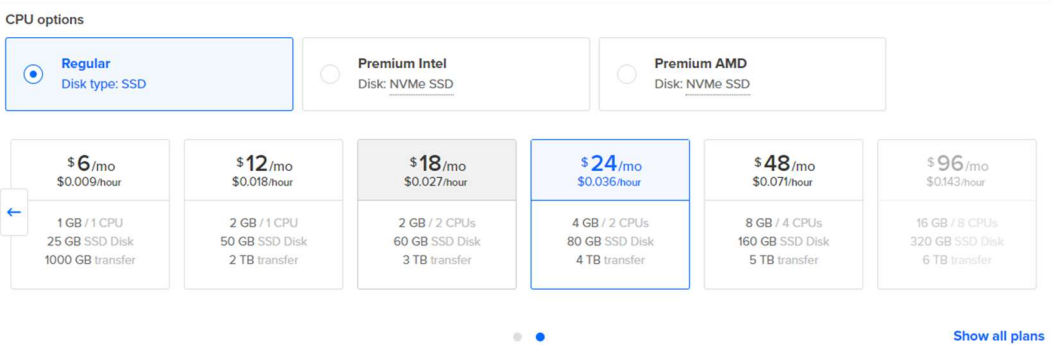 CPU options
Regular
Disk type: SSD
Premium Intel
Disk: NVMe SSD
Premium AMD
Disk: NVMe SSD
$6/mo
$0.009/hour
1 GB / 1 CPU
25 GB SSD Disk
1000 GB transfer
$12/mo
$0.018/hour
2 GB / 1 CPU
50 GB SSD Disk
2 TB transfer
$18/mo
$0.027/hour
2 GB / 2 CPUs
60 GB SSD Disk
3 TB transfer
$24/mo
$0.036/hour
4 GB / 2 CPUs
80 GB SSD Disk
4 TB transfer
$48/mo
$0.071/hour
8 GB / 4 CPUs
160 GB SSD Disk
5 TB transfer
$96/mo
$0.143/hour
16 GB / 8 CPUs
320 GB SSD Disk
6 TB transfer
Show all plans